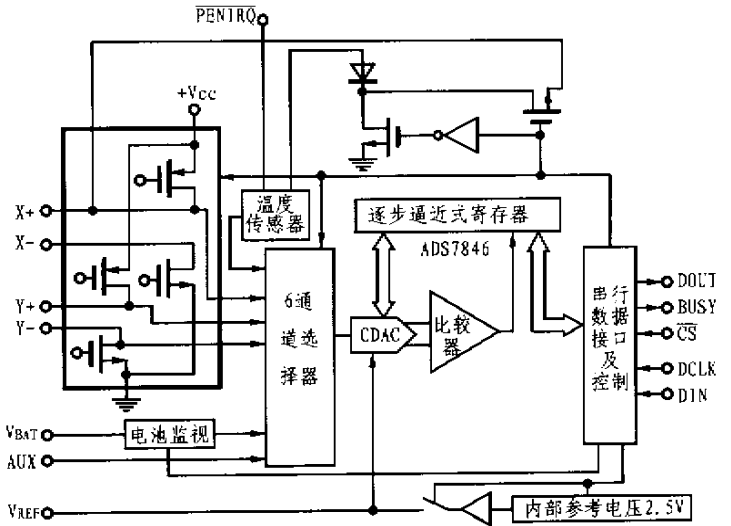 PENIRQ
+VCC
X+
X-
Y+
Y-
温度
传感器
逐步逼近式寄存器
ADS7846
6通
道选
择器
CDAC
比较
器
串行
数据
接口
及
控制
DOUT
BUSY
CS
DCLK
DIN
VBAT
电池监视
AUX
VREF
内部参考电压2.5V